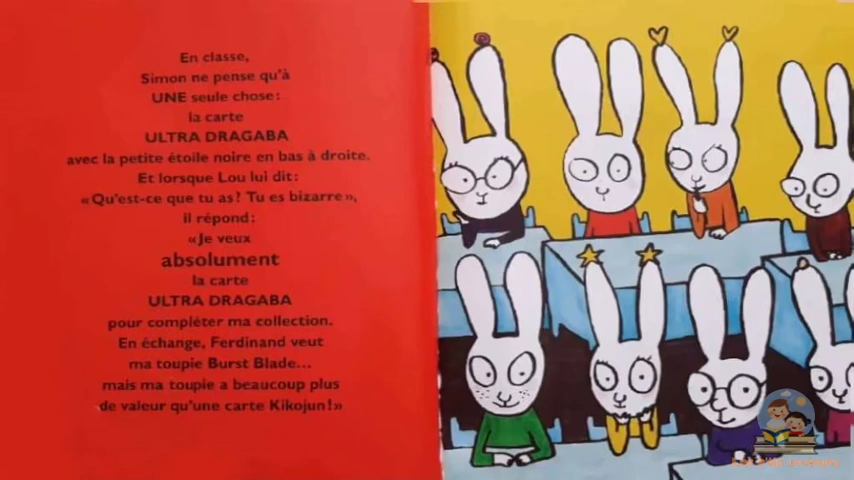 En classe,
Simon ne pense qu'à
UNE seule chose :
la carte
ULTRA DRAGABA
avec la petite étoile noire en bas à droite.
Et lorsque Lou lui dit :
« Qu'est-ce que tu as ? Tu es bizarre »,
il répond :
« Je veux
absolument
la carte
ULTRA DRAGABA
pour compléter ma collection.
En échange, Ferdinand veut
ma toupie Burst Blade...
mais ma toupie a beaucoup plus
de valeur qu'une carte Kikojun ! »